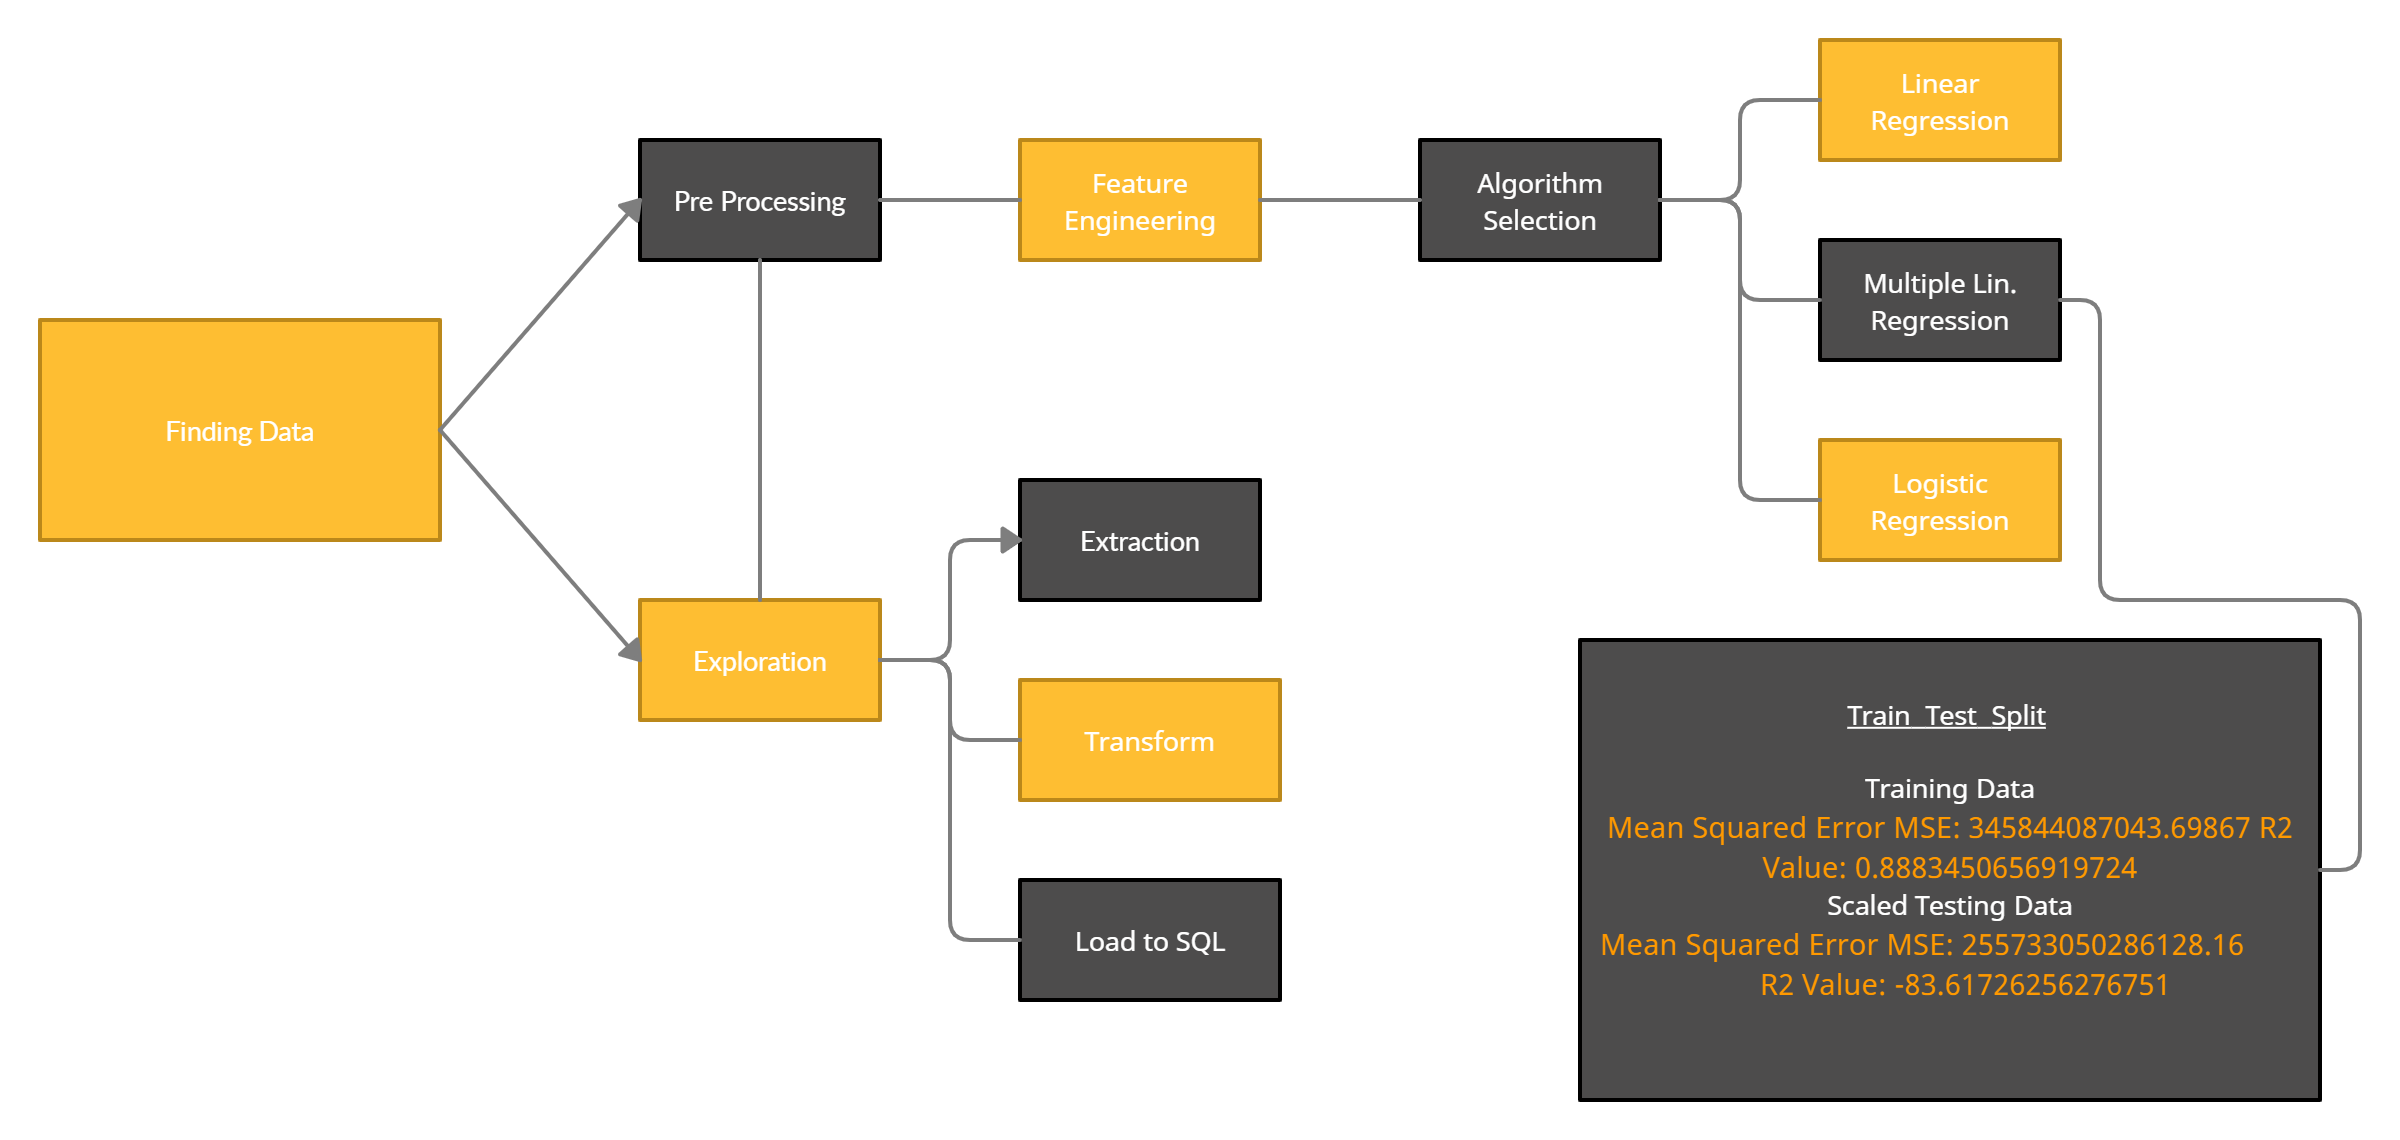 Finding Data
Pre Processing
Feature
Engineering
Algorithm
Selection
Linear
Regression
Multiple Lin.
Regression
Logistic
Regression
Exploration
Extraction
Transform
Load to SQL
Train_Test_Split
Training Data
Mean Squared Error MSE: 345844087043.69867 R2
Value: 0.8883450656919724
Scaled Testing Data
Mean Squared Error MSE: 255733050286128.16
R2 Value: -83.61726256276751